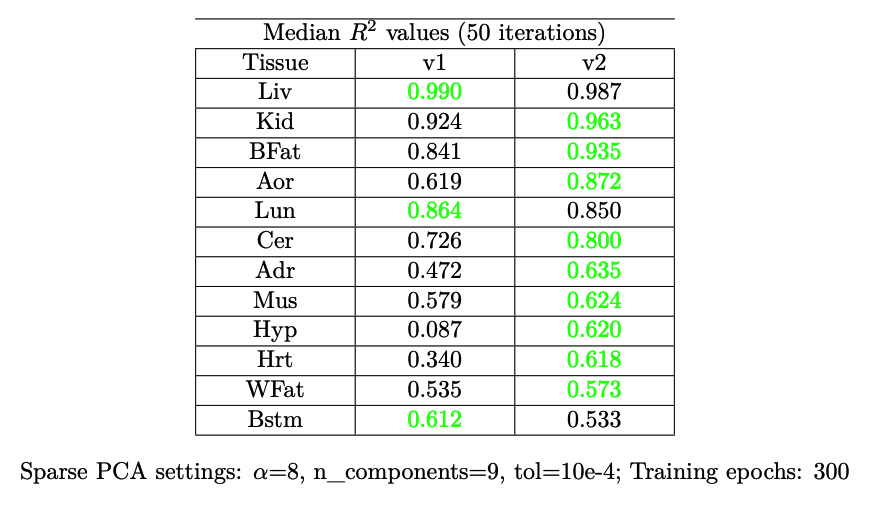 Median R² values (50 iterations)
Tissue v1 v2
Liv 0.990 0.987
Kid 0.924 0.963
BFat 0.841 0.935
Aor 0.619 0.872
Lun 0.864 0.850
Cer 0.726 0.800
Adr 0.472 0.635
Mus 0.579 0.624
Hyp 0.087 0.620
Hrt 0.340 0.618
WFat 0.535 0.573
Bstm 0.612 0.533
Sparse PCA settings: α=8, n_components=9, tol=10e-4; Training epochs: 300